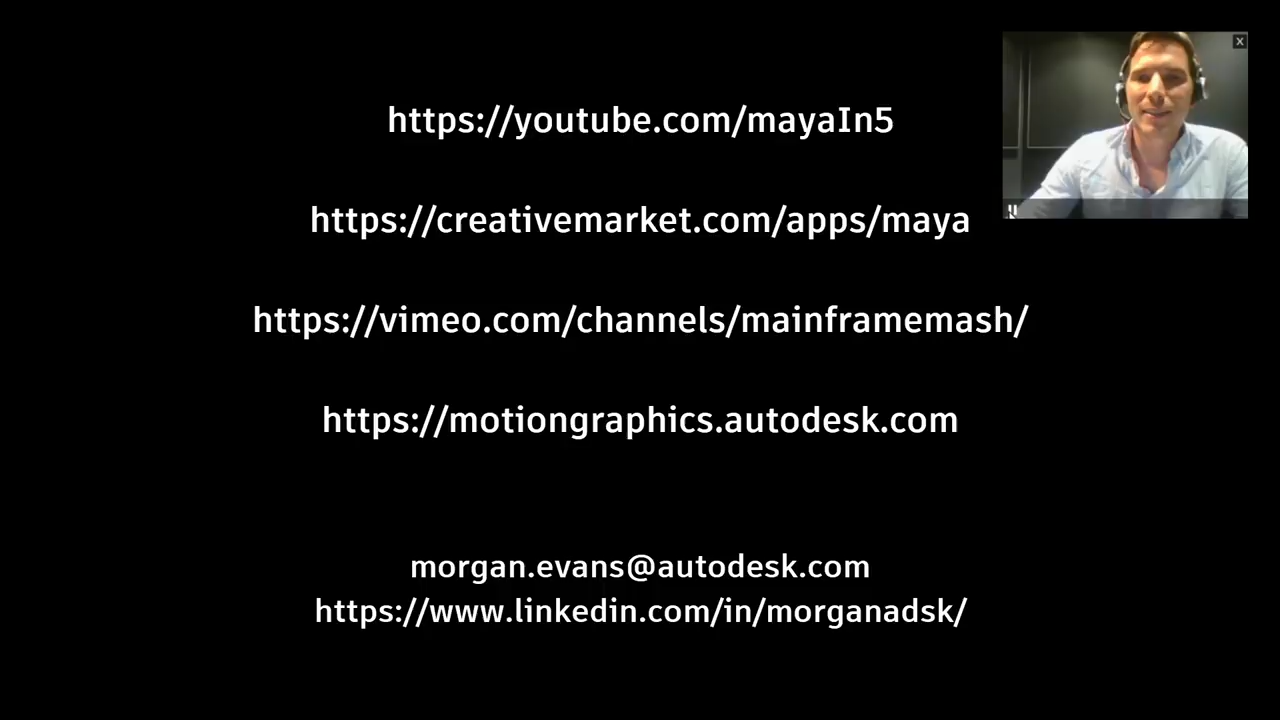 https://youtube.com/mayaIn5
https://creativemarket.com/apps/maya
https://vimeo.com/channels/mainframemash/
https://motiongraphics.autodesk.com
morgan.evans@autodesk.com
https://www.linkedin.com/in/morganadsk/